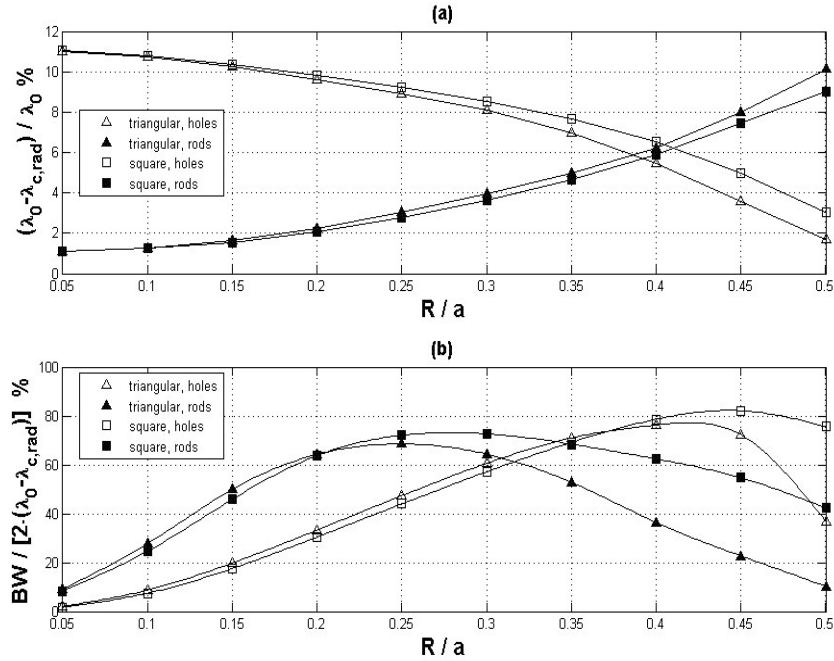 (a)
(λ0-λc,rad) / λ0 %
12
10
8
6
4
2
0
triangular, holes
triangular, rods
square, holes
square, rods
0.05 0.1 0.15 0.2 0.25 0.3 0.35 0.4 0.45 0.5
R / a
(b)
BW / [2·(λ0-λc,rad)] %
100
80
60
40
20
0
triangular, holes
triangular, rods
square, holes
square, rods
0.05 0.1 0.15 0.2 0.25 0.3 0.35 0.4 0.45 0.5
R / a